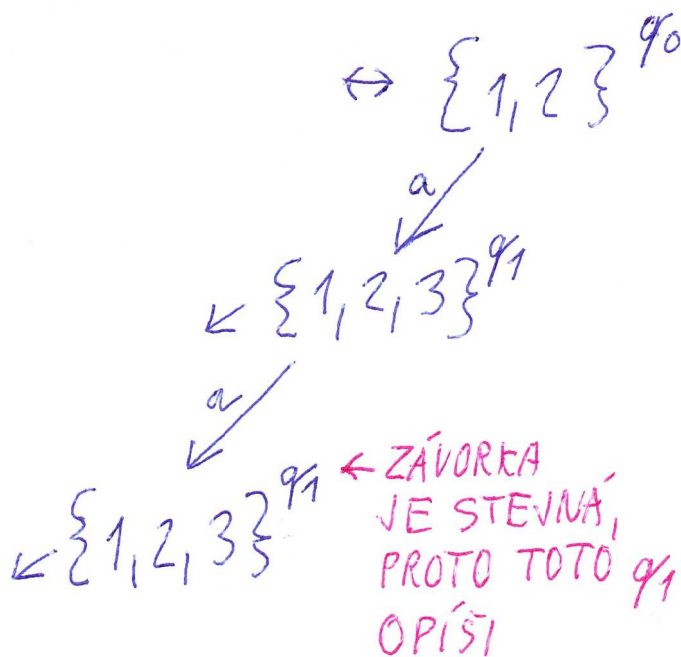 ↔ {1,2} q0
a
↙ {1,2,3} q1
a
↙ {1,2,3} q1
← ZÁVORKA
JE STEJNÁ,
PROTO TOTO q1
OPÍŠI